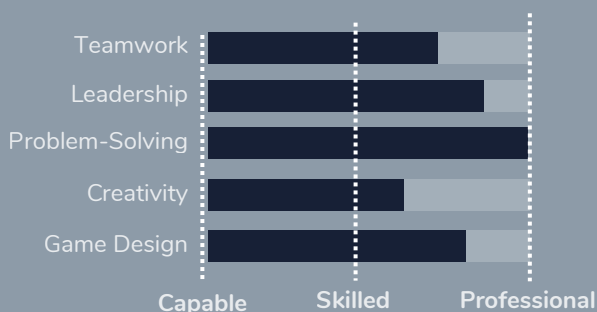 Teamwork
Leadership
Problem-Solving
Creativity
Game Design
Capable Skilled Professional